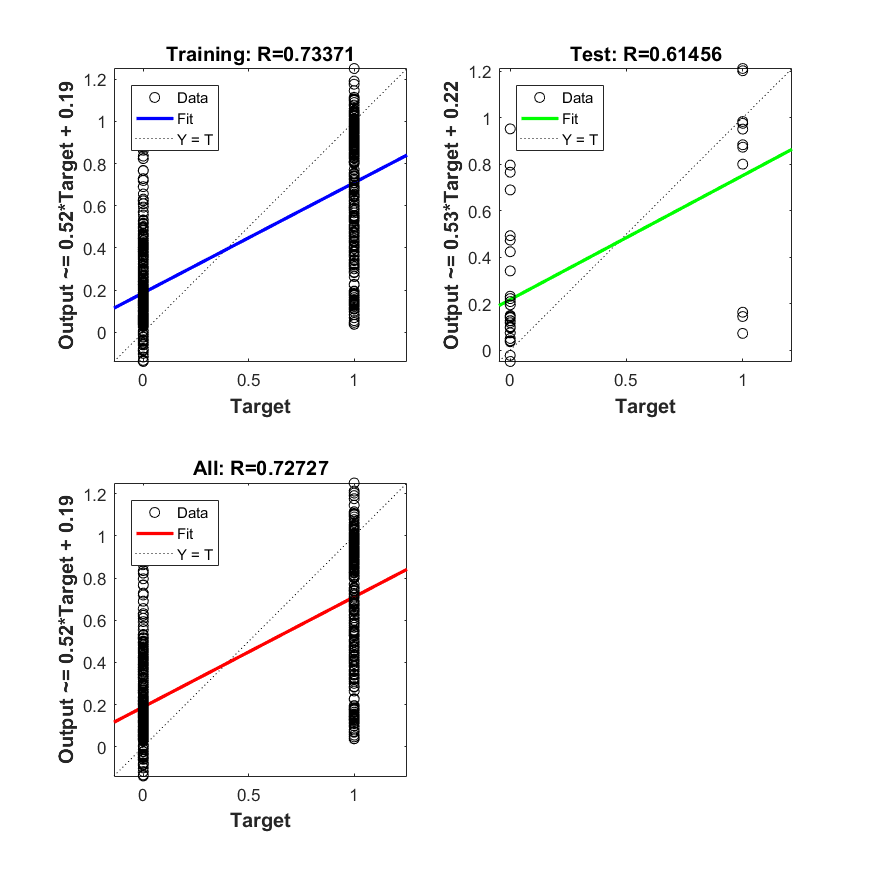 Training: R=0.73371
Output ~= 0.52*Target + 0.19
1.2
1
0.8
0.6
0.4
0.2
0
Data
Fit
Y = T
0
0.5
1
Target
Test: R=0.61456
Output ~= 0.53*Target + 0.22
1.2
1
0.8
0.6
0.4
0.2
0
Data
Fit
Y = T
0
0.5
1
Target
All: R=0.72727
Output ~= 0.52*Target + 0.19
1.2
1
0.8
0.6
0.4
0.2
0
Data
Fit
Y = T
0
0.5
1
Target